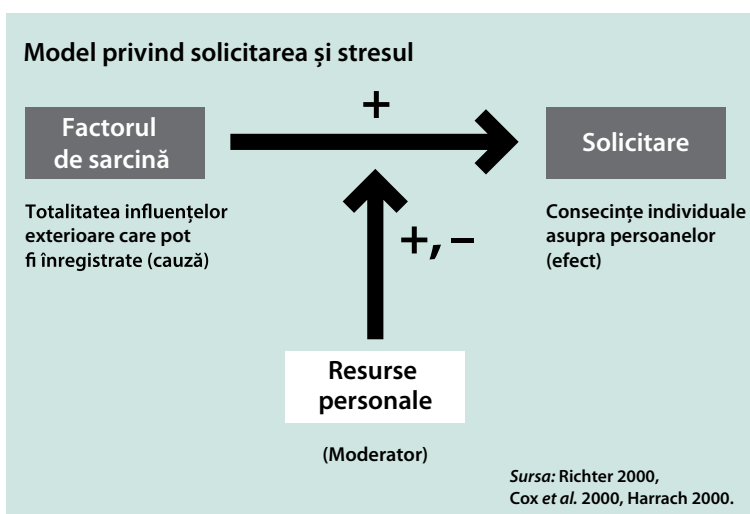 Model privind solicitarea și stresul
+
Factorul
de sarcină
Solicitare
Totalitatea influențelor
exterioare care pot
fi înregistrate (cauză)
Consecințe individuale
asupra persoanelor
(efect)
+, –
Resurse
personale
(Moderator)
Sursa: Richter 2000,
Cox et al. 2000, Harrach 2000.